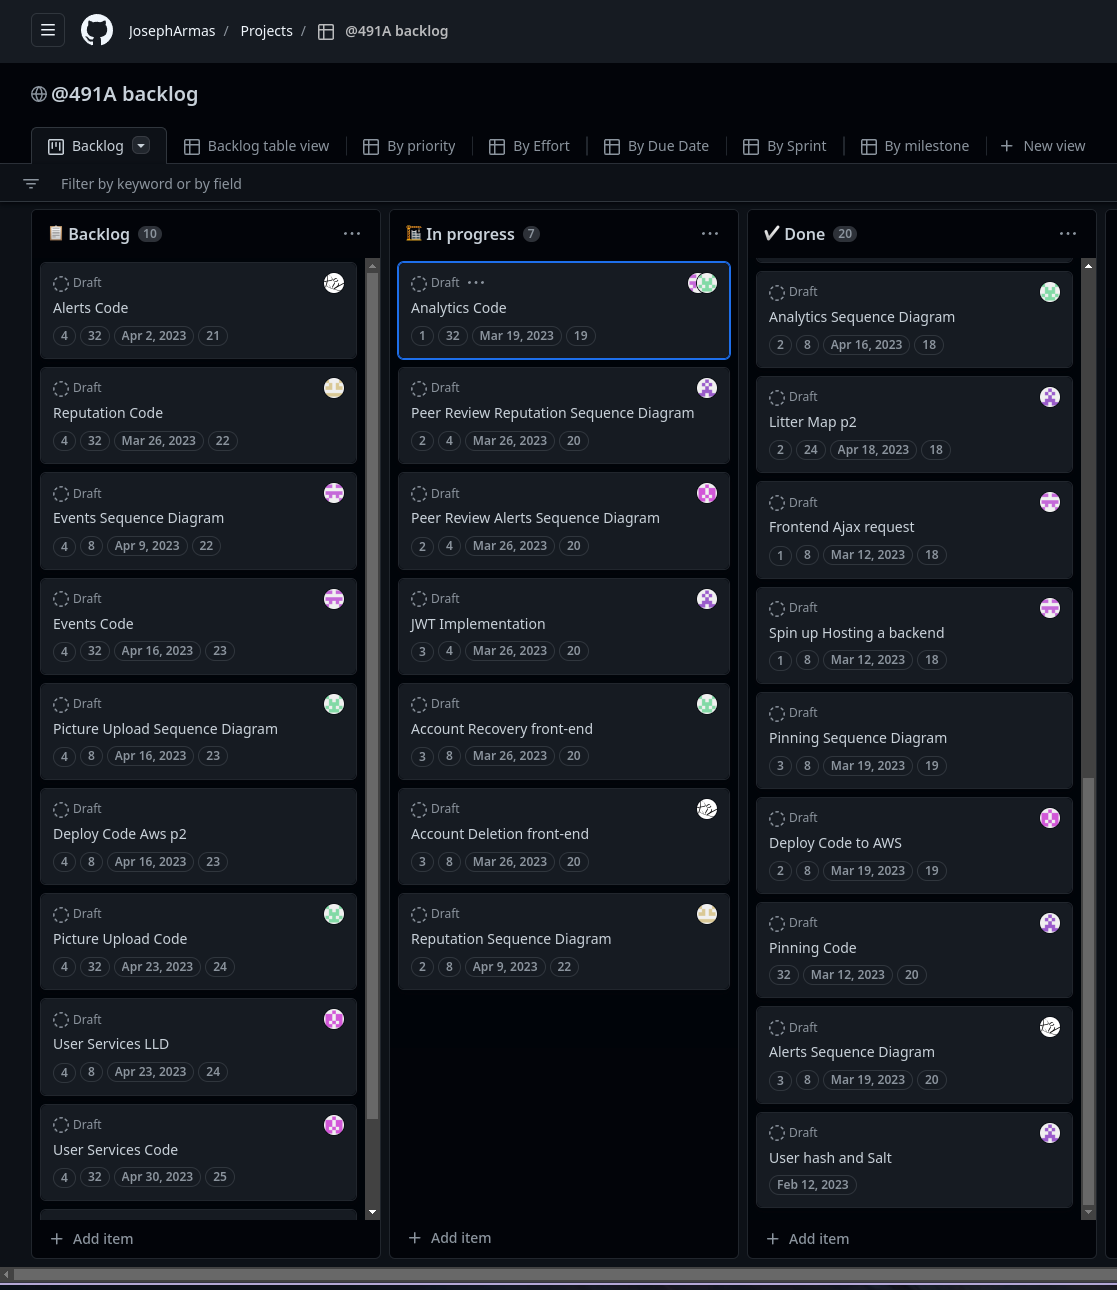 JosephArmas / Projects / @491A backlog
@491A backlog
Backlog
Backlog table view
By priority
By Effort
By Due Date
By Sprint
By milestone
New view
Filter by keyword or by field
Backlog 10
Draft
Alerts Code
4 32 Apr 2, 2023 21
Draft
Reputation Code
4 32 Mar 26, 2023 22
Draft
Events Sequence Diagram
4 8 Apr 9, 2023 22
Draft
Events Code
4 32 Apr 16, 2023 23
Draft
Picture Upload Sequence Diagram
4 8 Apr 16, 2023 23
Draft
Deploy Code Aws p2
4 8 Apr 16, 2023 23
Draft
Picture Upload Code
4 32 Apr 23, 2023 24
Draft
User Services LLD
4 8 Apr 23, 2023 24
Draft
User Services Code
4 32 Apr 30, 2023 25
+ Add item
In progress 7
Draft
Analytics Code
1 32 Mar 19, 2023 19
Draft
Peer Review Reputation Sequence Diagram
2 4 Mar 26, 2023 20
Draft
Peer Review Alerts Sequence Diagram
2 4 Mar 26, 2023 20
Draft
JWT Implementation
3 4 Mar 26, 2023 20
Draft
Account Recovery front-end
3 8 Mar 26, 2023 20
Draft
Account Deletion front-end
3 8 Mar 26, 2023 20
Draft
Reputation Sequence Diagram
2 8 Apr 9, 2023 22
+ Add item
Done 20
Draft
Analytics Sequence Diagram
2 8 Apr 16, 2023 18
Draft
Litter Map p2
2 24 Apr 18, 2023 18
Draft
Frontend Ajax request
1 8 Mar 12, 2023 18
Draft
Spin up Hosting a backend
1 8 Mar 12, 2023 18
Draft
Pinning Sequence Diagram
3 8 Mar 19, 2023 19
Draft
Deploy Code to AWS
2 8 Mar 19, 2023 19
Draft
Pinning Code
32 Mar 12, 2023 20
Draft
Alerts Sequence Diagram
3 8 Mar 19, 2023 20
Draft
User hash and Salt
Feb 12, 2023
+ Add item